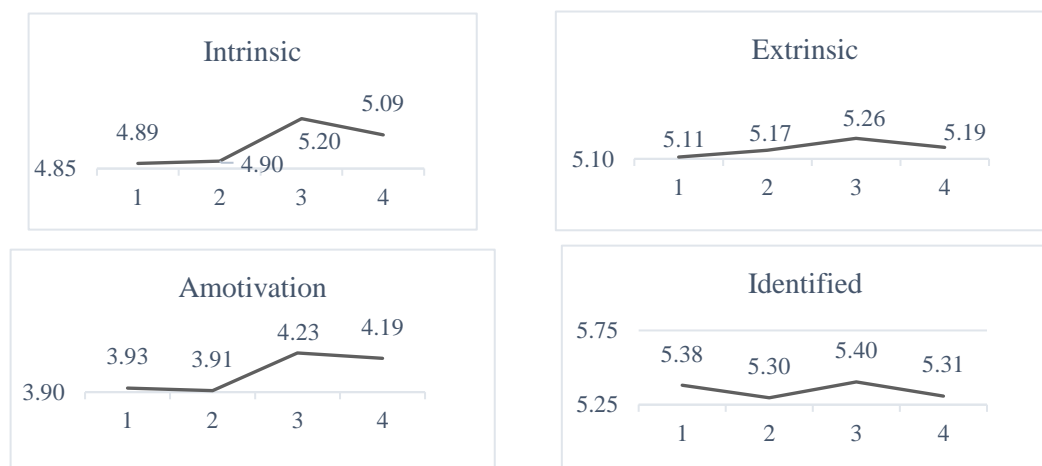 Intrinsic
5.09
4.89
5.20
4.90
4.85
1 2 3 4
Extrinsic
5.26
5.17 5.19
5.11
5.10
1 2 3 4
Amotivation
4.23 4.19
3.93 3.91
3.90
1 2 3 4
Identified
5.75
5.38 5.30 5.40 5.31
5.25
1 2 3 4